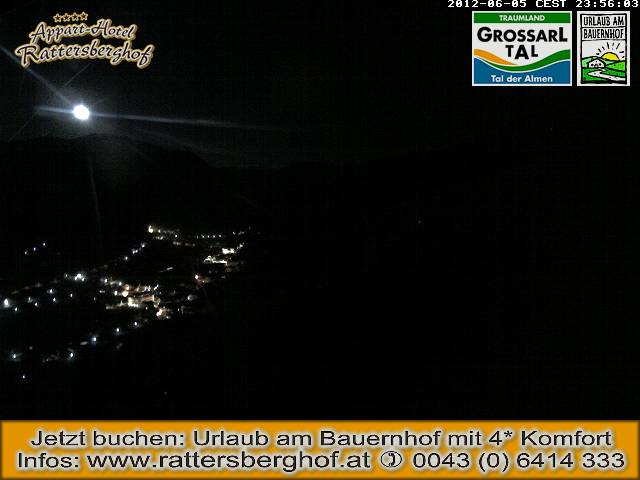 2012-06-05 CEST 23:56:03
Appart-Hotel
Rattersberghof
TRAUMLAND
GROSSARL
TAL
Tal der Almen
URLAUB AM
BAUERNHOF
Jetzt buchen: Urlaub am Bauernhof mit 4* Komfort
Infos: www.rattersberghof.at ✆ 0043 (0) 6414 333